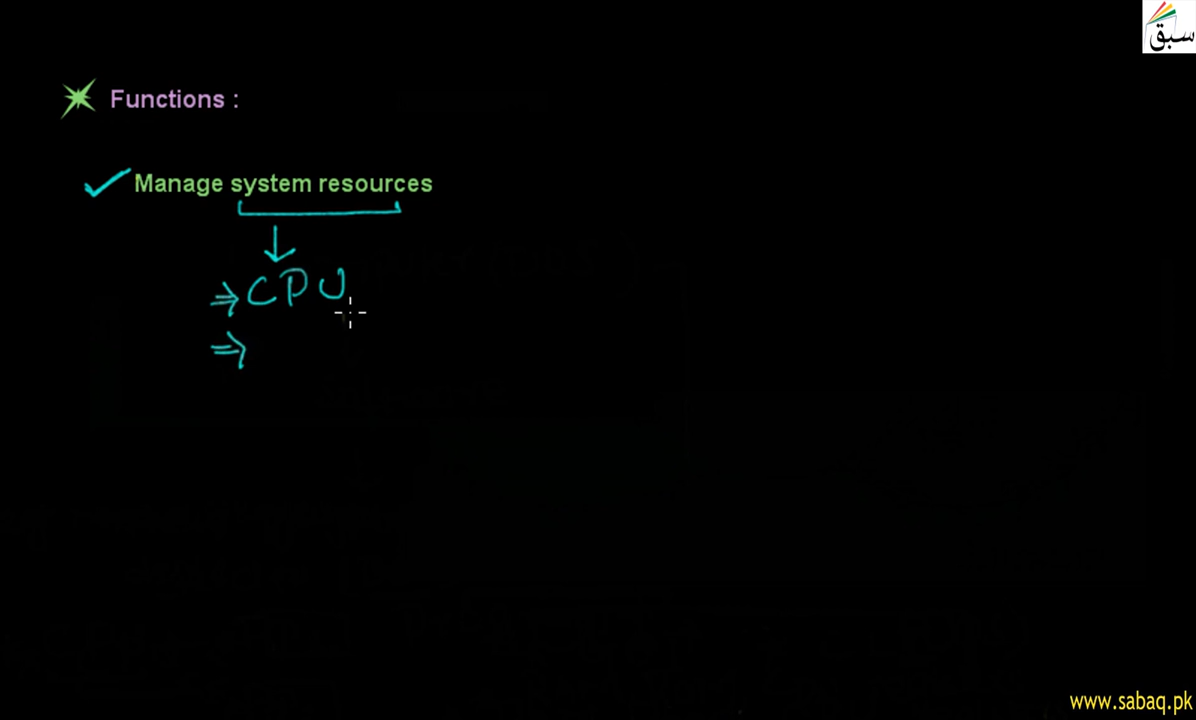 سبق
Functions :
Manage system resources
CPU
www.sabaq.pk